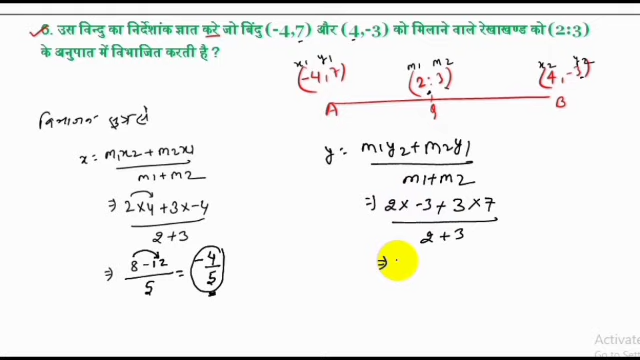 6. उस विन्दु का निर्देशांक ज्ञात करे जो बिंदु (-4,7) और (4,-3) को मिलाने वाले रेखाखण्ड को (2:3)
के अनुपात में विभाजित करती है ?
x1 y1 m1 m2 x2 y2
(-4,7) (2:3) (4,-3)
A B
विभाजन सूत्र से
x = m1x2 + m2x1 / m1+m2
⇒ 2×4+3×-4 / 2+3
⇒ 8-12 / 5 = -4/5
y = m1y2+m2y1 / m1+m2
⇒ 2×-3+3×7 / 2+3
⇒
Activate
Go to Sett